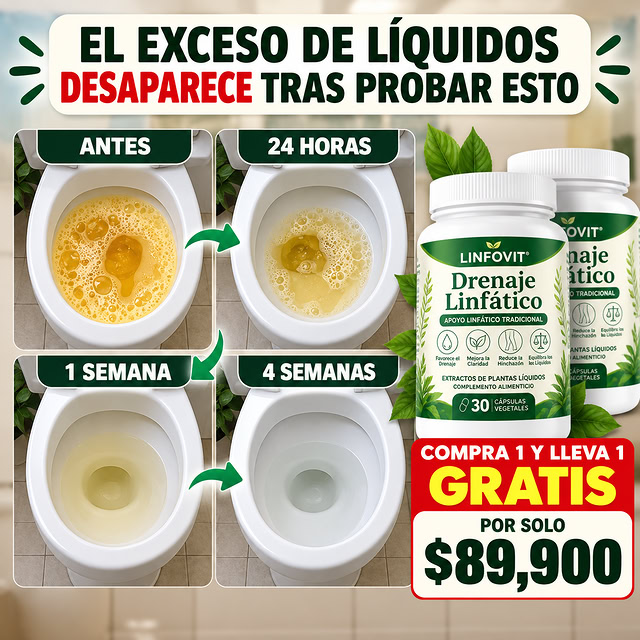 EL EXCESO DE LÍQUIDOS
DESAPARECE TRAS PROBAR ESTO
ANTES
24 HORAS
1 SEMANA
4 SEMANAS
LINFOVIT®
Drenaje
Linfático
APOYO LINFÁTICO TRADICIONAL
Favorece el
Drenaje
Mejora la
Claridad
Reduce la
Hinchazón
Equilibra
los Líquidos
EXTRACTOS DE PLANTAS LÍQUIDOS
COMPLEMENTO ALIMENTICIO
30 CÁPSULAS
VEGETALES
COMPRA 1 Y LLEVA 1
GRATIS
POR SOLO
$89,900